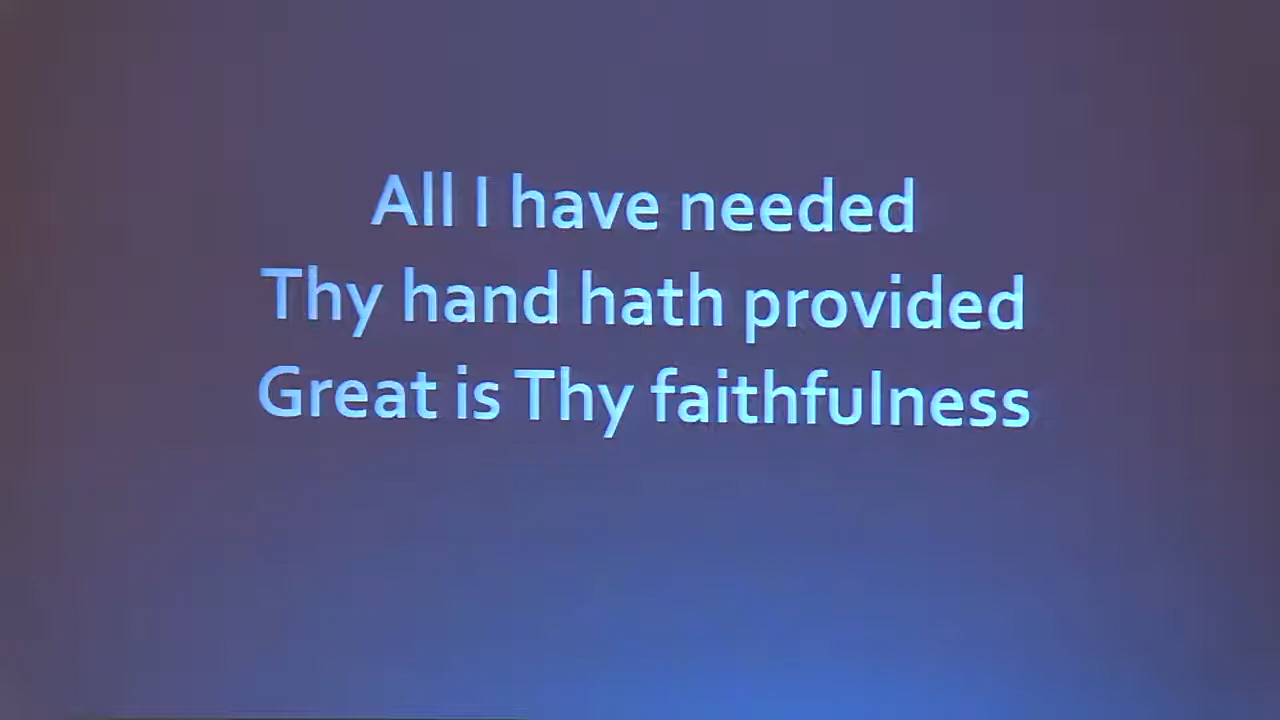 All I have needed
Thy hand hath provided
Great is Thy faithfulness